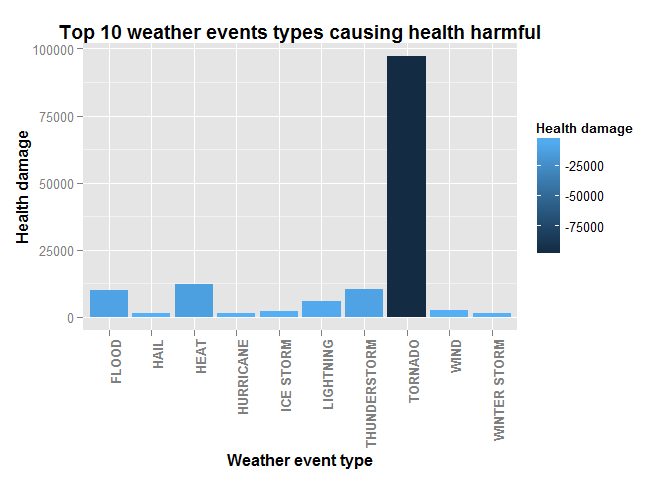 Top 10 weather events types causing health harmful
100000
75000
50000
25000
0
Health damage
FLOOD
HAIL
HEAT
HURRICANE
ICE STORM
LIGHTNING
THUNDERSTORM
TORNADO
WIND
WINTER STORM
Weather event type
Health damage
-25000
-50000
-75000